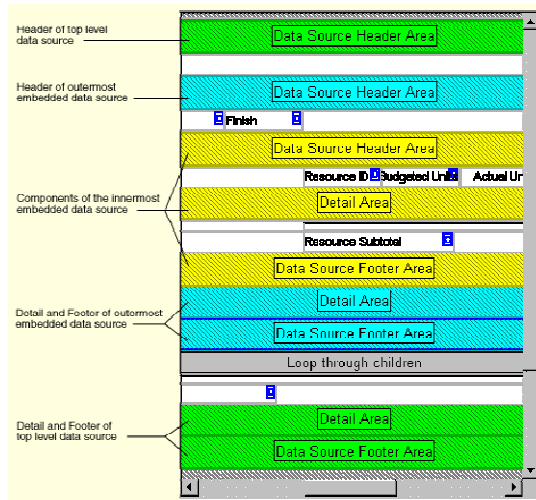 Header of top level
data source
Data Source Header Area
Header of outermost
embedded data source
Data Source Header Area
Finish
Data Source Header Area
Resource ID Budgeted Units Actual Un
Components of the innermost
embedded data source
Detail Area
Resource Subtotal
Data Source Footer Area
Detail and Footer of outermost
embedded data source
Detail Area
Data Source Footer Area
Loop through children
Detail and Footer of
top level data source
Detail Area
Data Source Footer Area